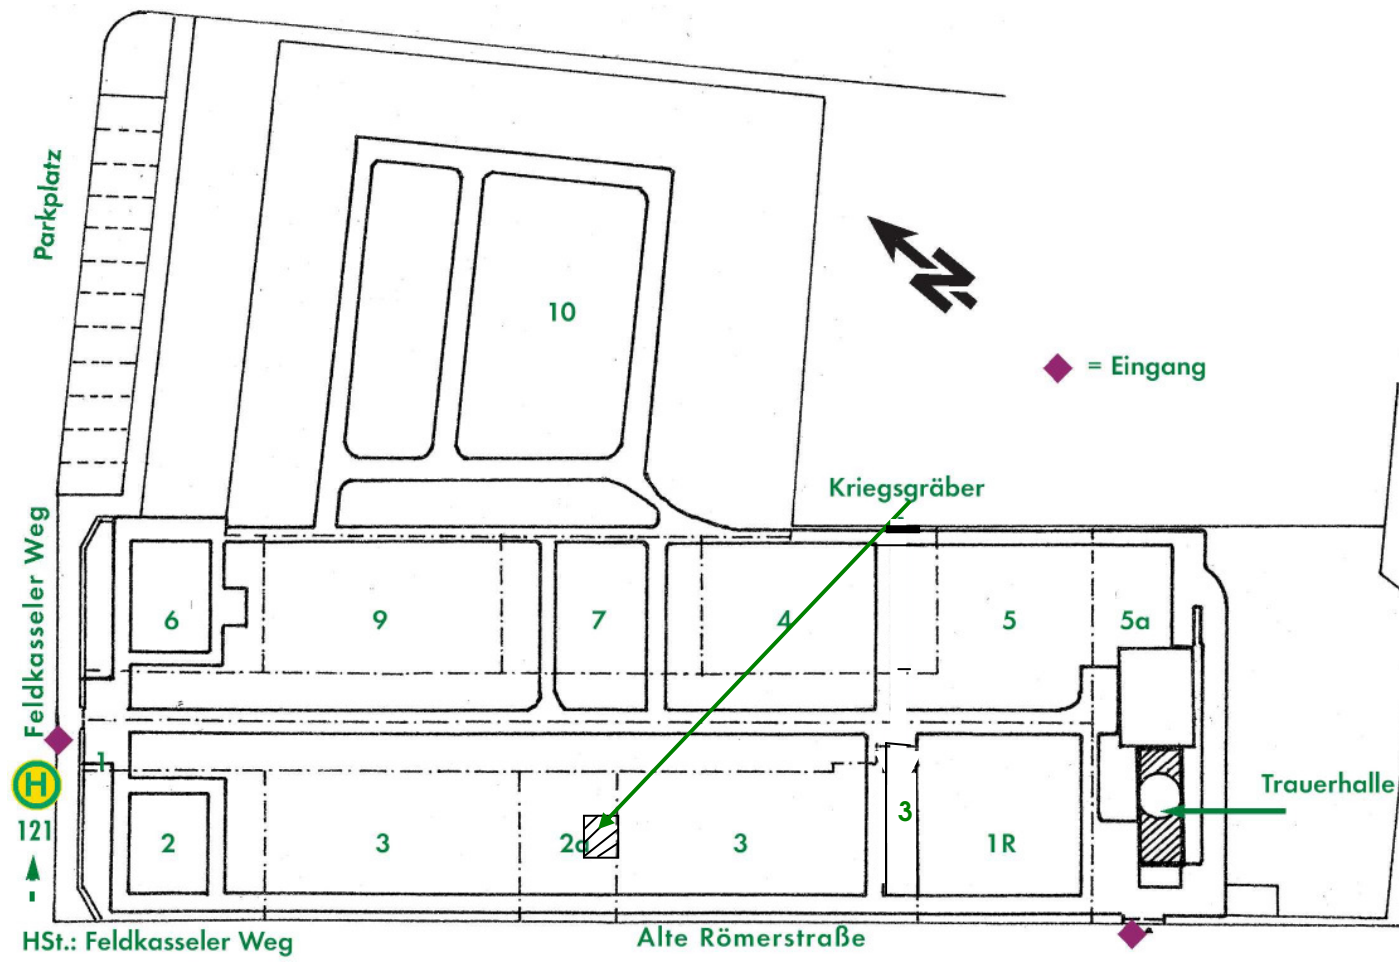 Parkplatz
10
N
= Eingang
Kriegsgräber
Feldkasseler Weg
6
9
7
4
5
5a
1
H
121
2
3
2a
3
3
1R
Trauerhalle
HSt.: Feldkasseler Weg
Alte Römerstraße